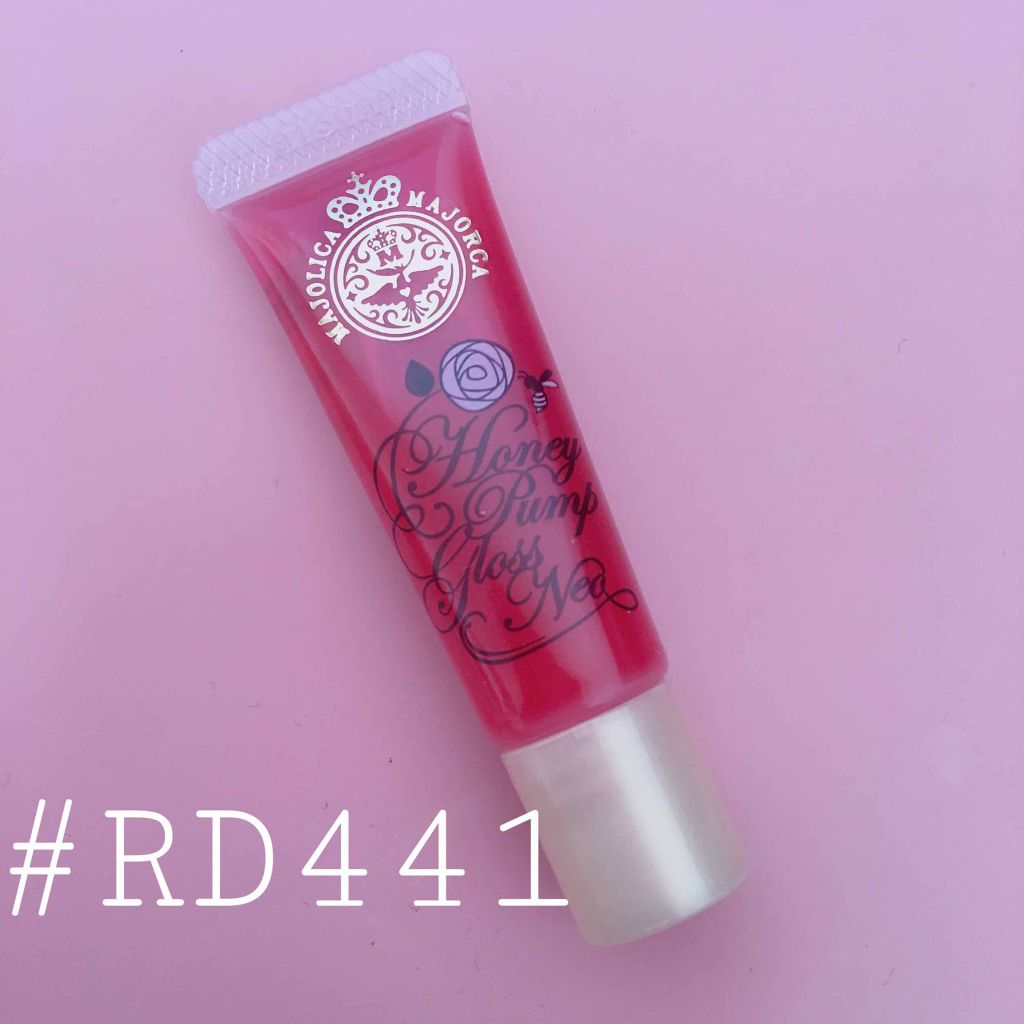 MAJOLICA MAJORCA
M
Honey
Pump
Gloss
Neo
#RD441